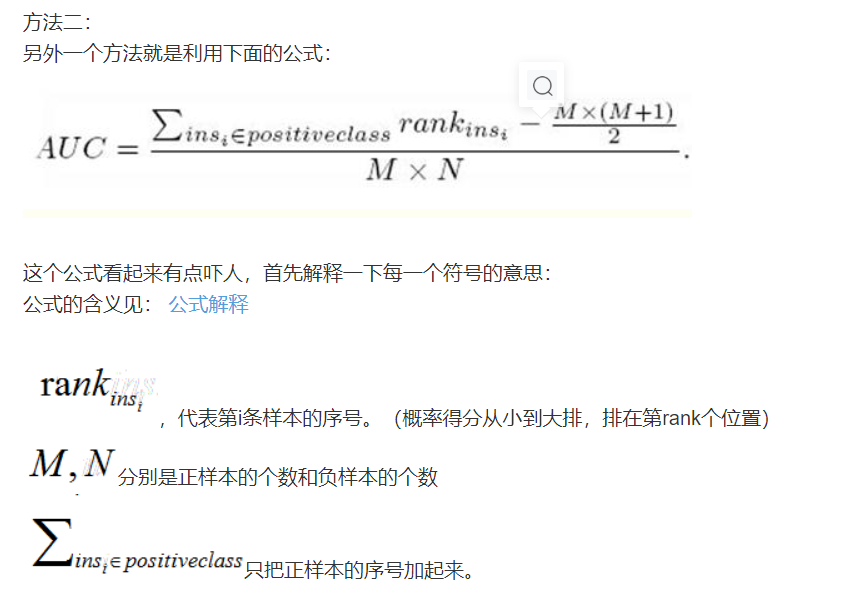 方法二：
另外一个方法就是利用下面的公式：
AUC = \frac{\sum_{ins_i \in positiveclass} rank_{ins_i} - \frac{M \times (M+1)}{2}}{M \times N}.
这个公式看起来有点吓人，首先解释一下每一个符号的意思：
公式的含义见： 公式解释
rank_{ins_i}，代表第i条样本的序号。（概率得分从小到大排，排在第rank个位置）
M, N 分别是正样本的个数和负样本的个数
\sum_{ins_i \in positiveclass} 只把正样本的序号加起来。